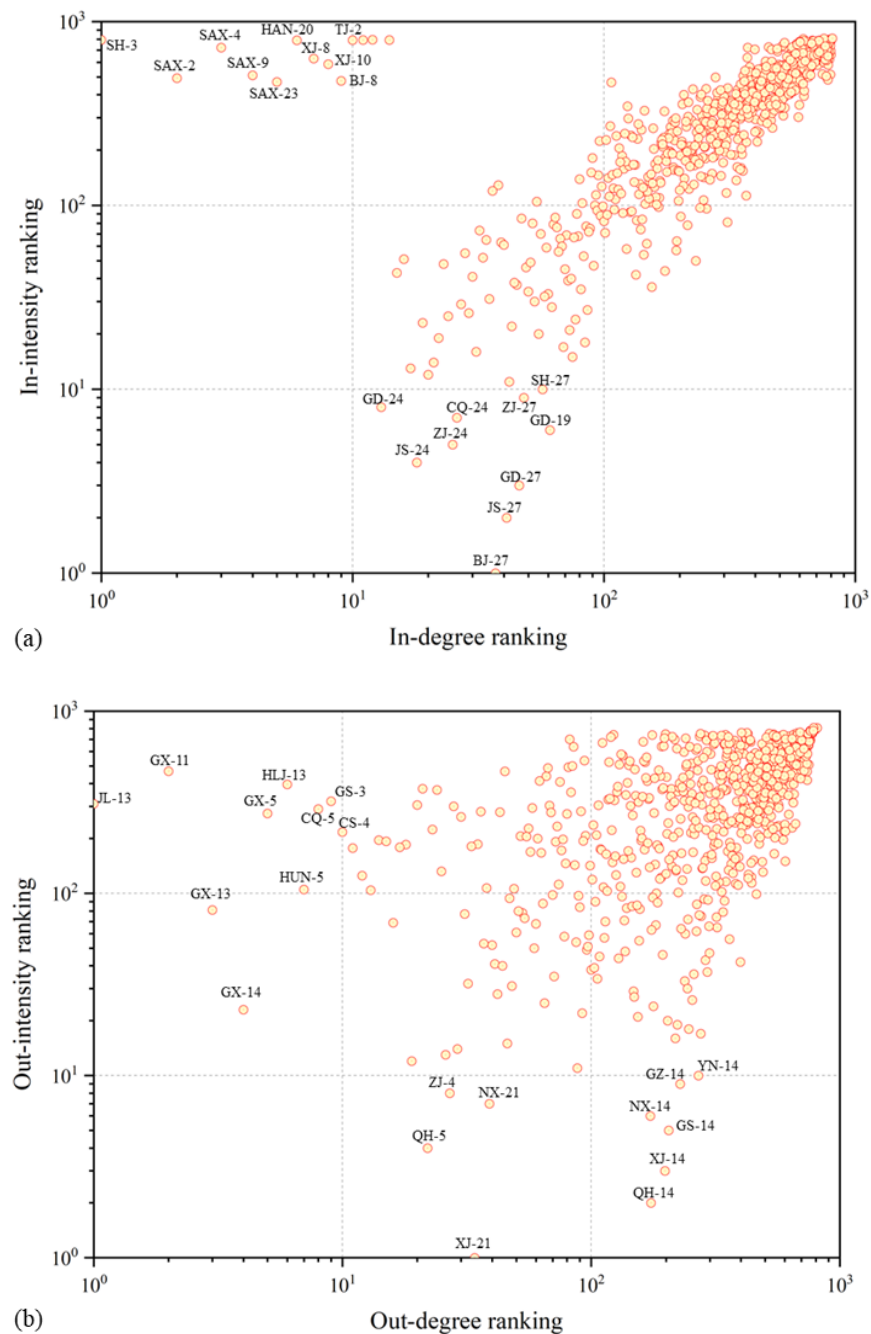 10³
SH-3
SAX-4
HAN-20
TJ-2
XJ-8
SAX-2
SAX-9
XJ-10
SAX-23
BJ-8
10²
In-intensity ranking
10¹
GD-24
CQ-24
SH-27
ZJ-27
ZJ-24
GD-19
JS-24
GD-27
JS-27
BJ-27
10⁰
10⁰ 10¹ 10² 10³
(a)
In-degree ranking
10³
GX-11
JL-13
HLJ-13
GX-5
GS-3
CQ-5
CS-4
HUN-5
10²
GX-13
Out-intensity ranking
GX-14
10¹
ZJ-4
NX-21
GZ-14
YN-14
NX-14
GS-14
QH-5
XJ-14
QH-14
XJ-21
10⁰
10⁰ 10¹ 10² 10³
(b)
Out-degree ranking